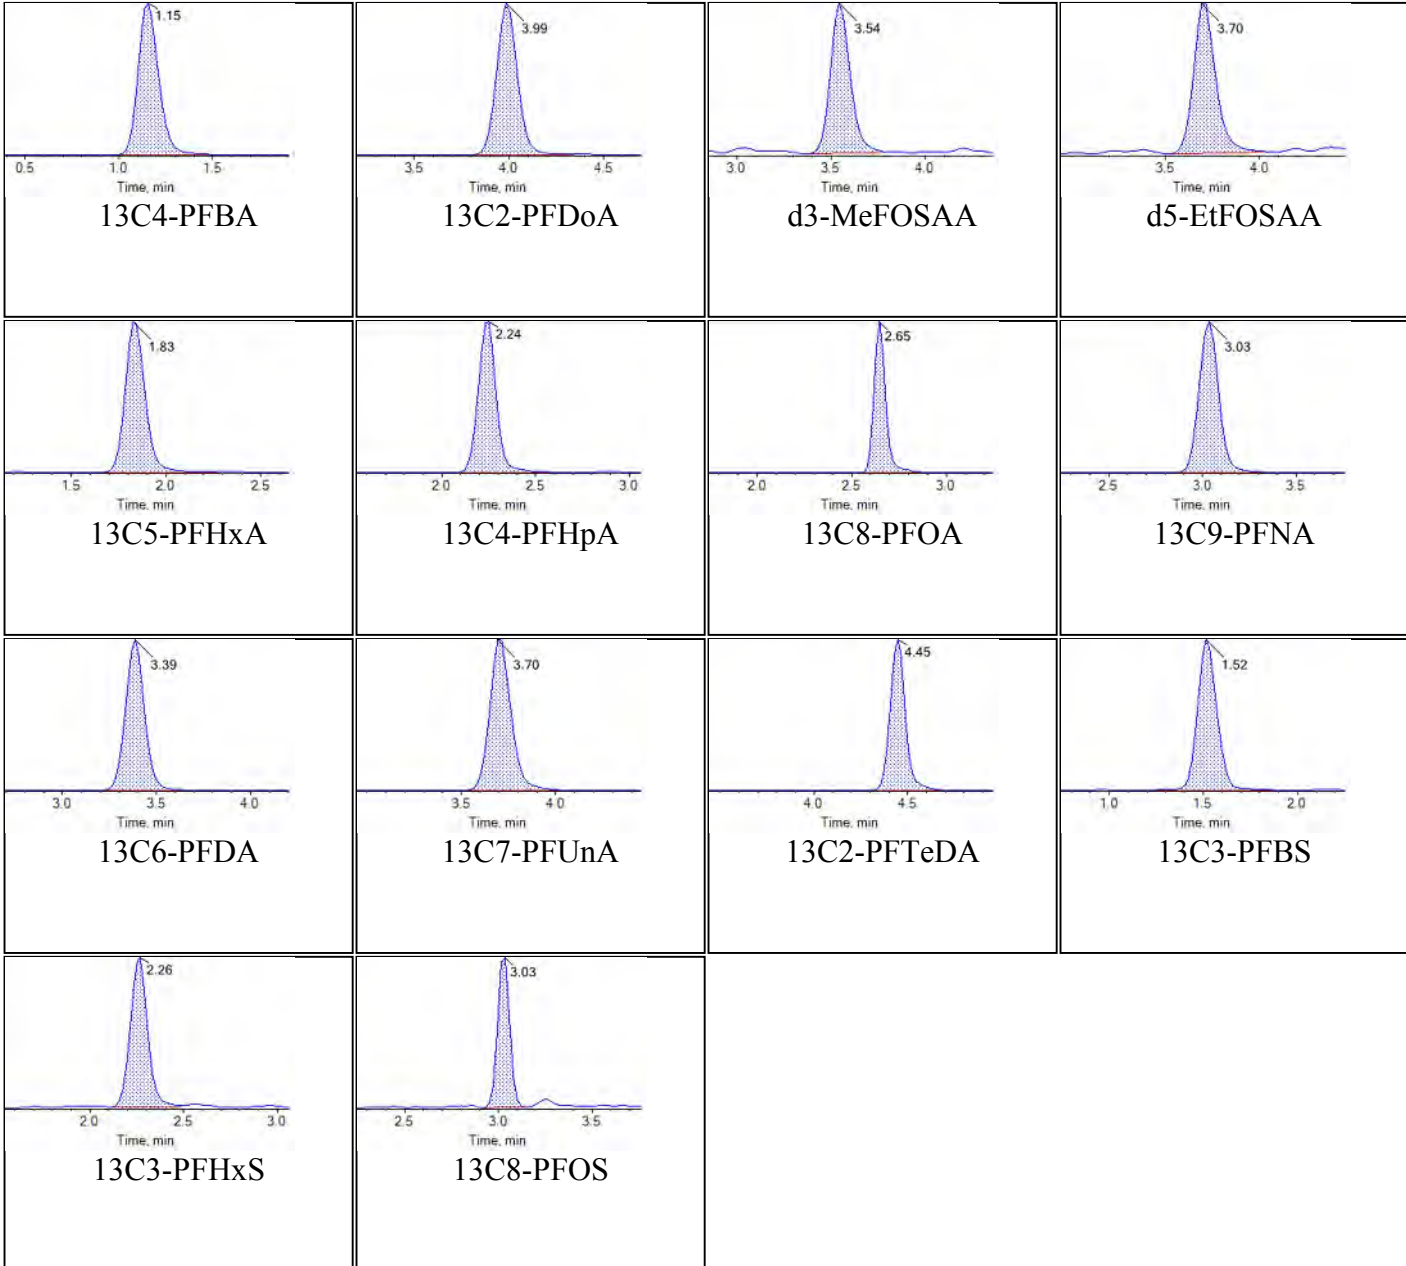 1.15
0.5 1.0 1.5
Time, min
13C4-PFBA
3.99
3.5 4.0 4.5
Time, min
13C2-PFDoA
3.54
3.0 3.5 4.0
Time, min
d3-MeFOSAA
3.70
3.5 4.0
Time, min
d5-EtFOSAA
1.83
1.5 2.0 2.5
Time, min
13C5-PFHxA
2.24
2.0 2.5 3.0
Time, min
13C4-PFHpA
2.65
2.0 2.5 3.0
Time, min
13C8-PFOA
3.03
2.5 3.0 3.5
Time, min
13C9-PFNA
3.39
3.0 3.5 4.0
Time, min
13C6-PFDA
3.70
3.5 4.0
Time, min
13C7-PFUnA
4.45
4.0 4.5
Time, min
13C2-PFTeDA
1.52
1.0 1.5 2.0
Time, min
13C3-PFBS
2.26
2.0 2.5 3.0
Time, min
13C3-PFHxS
3.03
2.5 3.0 3.5
Time, min
13C8-PFOS